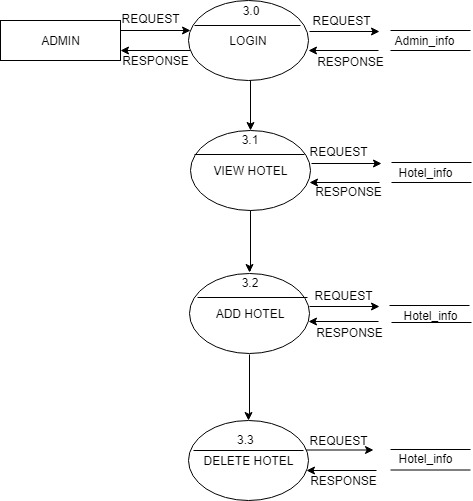 3.0
REQUEST
REQUEST
ADMIN
LOGIN
Admin_info
RESPONSE
RESPONSE
3.1
REQUEST
VIEW HOTEL
Hotel_info
RESPONSE
3.2
REQUEST
ADD HOTEL
Hotel_info
RESPONSE
3.3
REQUEST
DELETE HOTEL
Hotel_info
RESPONSE